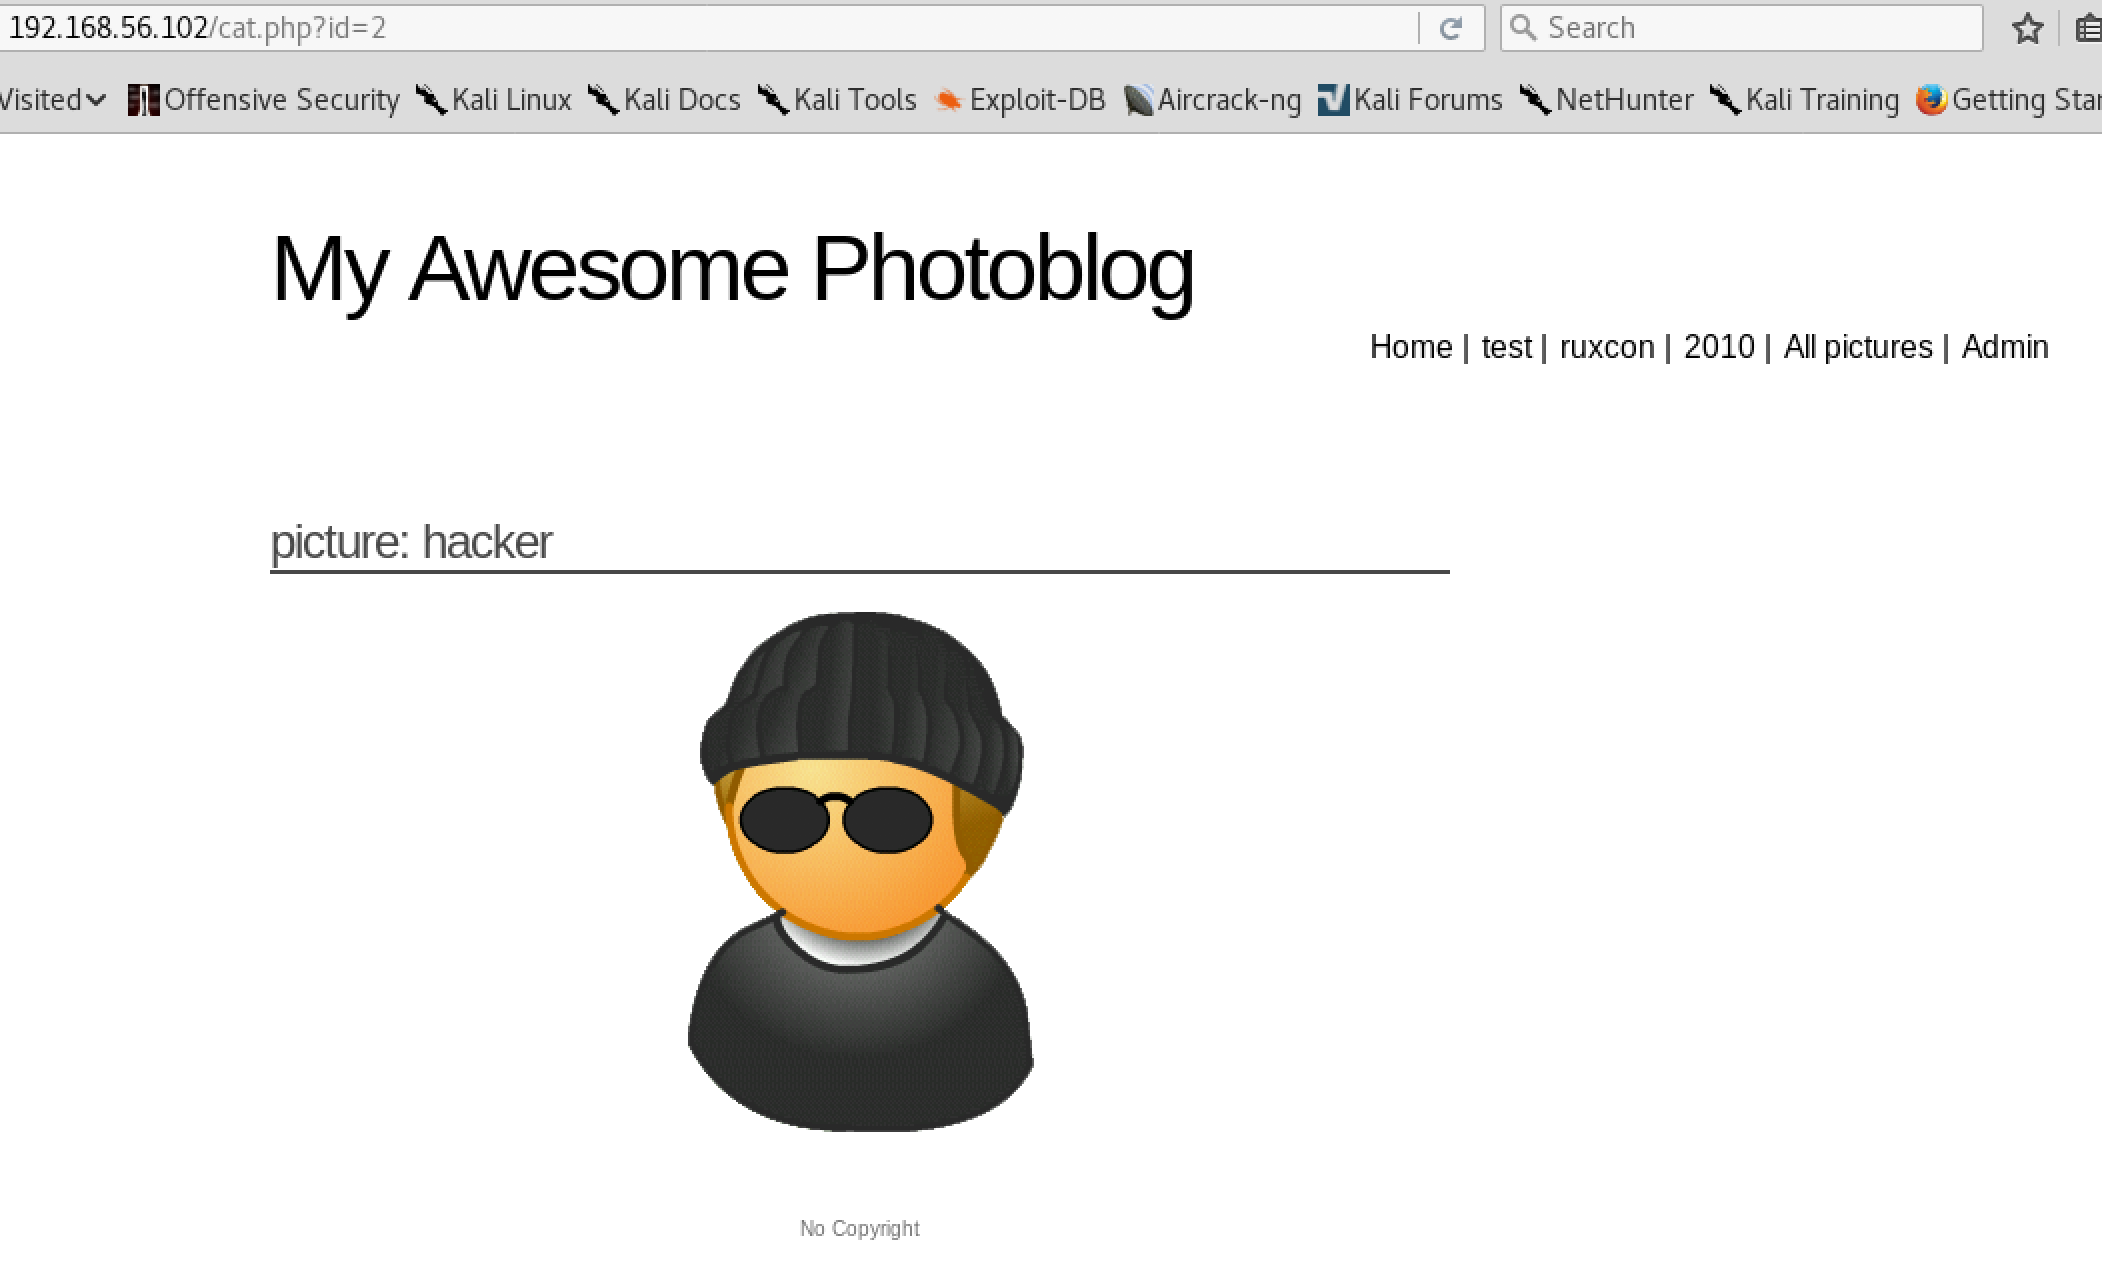 192.168.56.102/cat.php?id=2 Search
Visited Offensive Security Kali Linux Kali Docs Kali Tools Exploit-DB Aircrack-ng Kali Forums NetHunter Kali Training Getting Star
My Awesome Photoblog
Home | test | ruxcon | 2010 | All pictures | Admin
picture: hacker
No Copyright